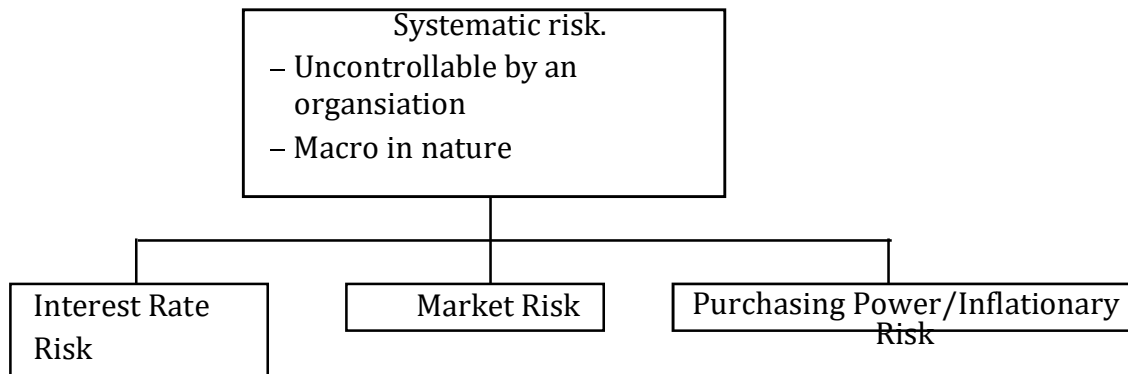 Systematic risk.
– Uncontrollable by an
organsiation
– Macro in nature
Interest Rate
Risk
Market Risk
Purchasing Power/Inflationary
Risk